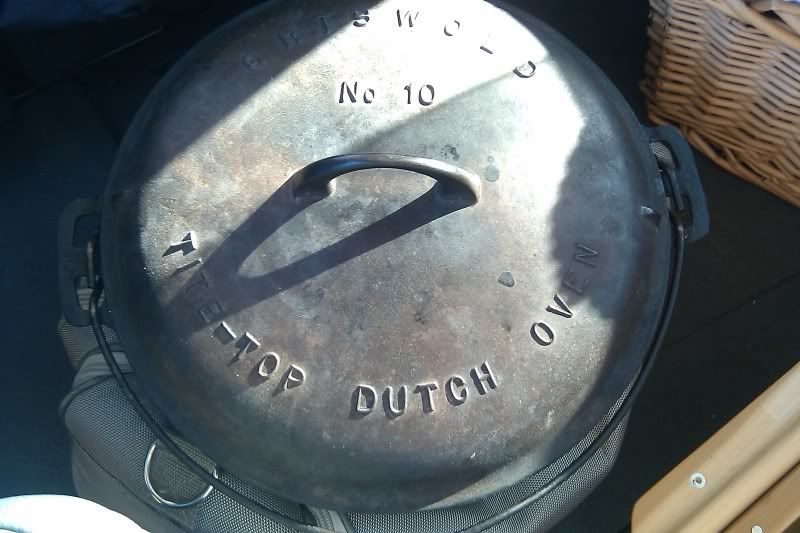 GRISWOLD
No 10
TITE-TOP DUTCH OVEN